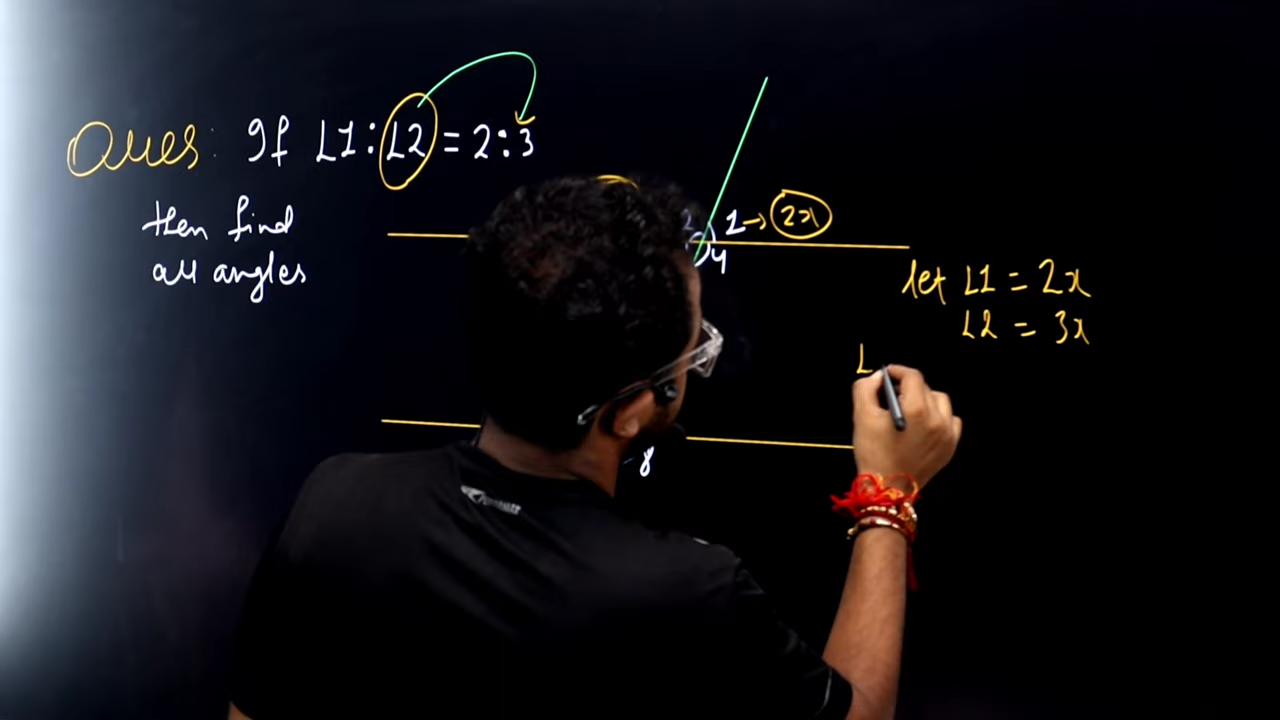 Ques: If ∠1:∠2 = 2:3
then find
all angles
2 1→2x
4
let ∠1 = 2x
∠2 = 3x
∠
8